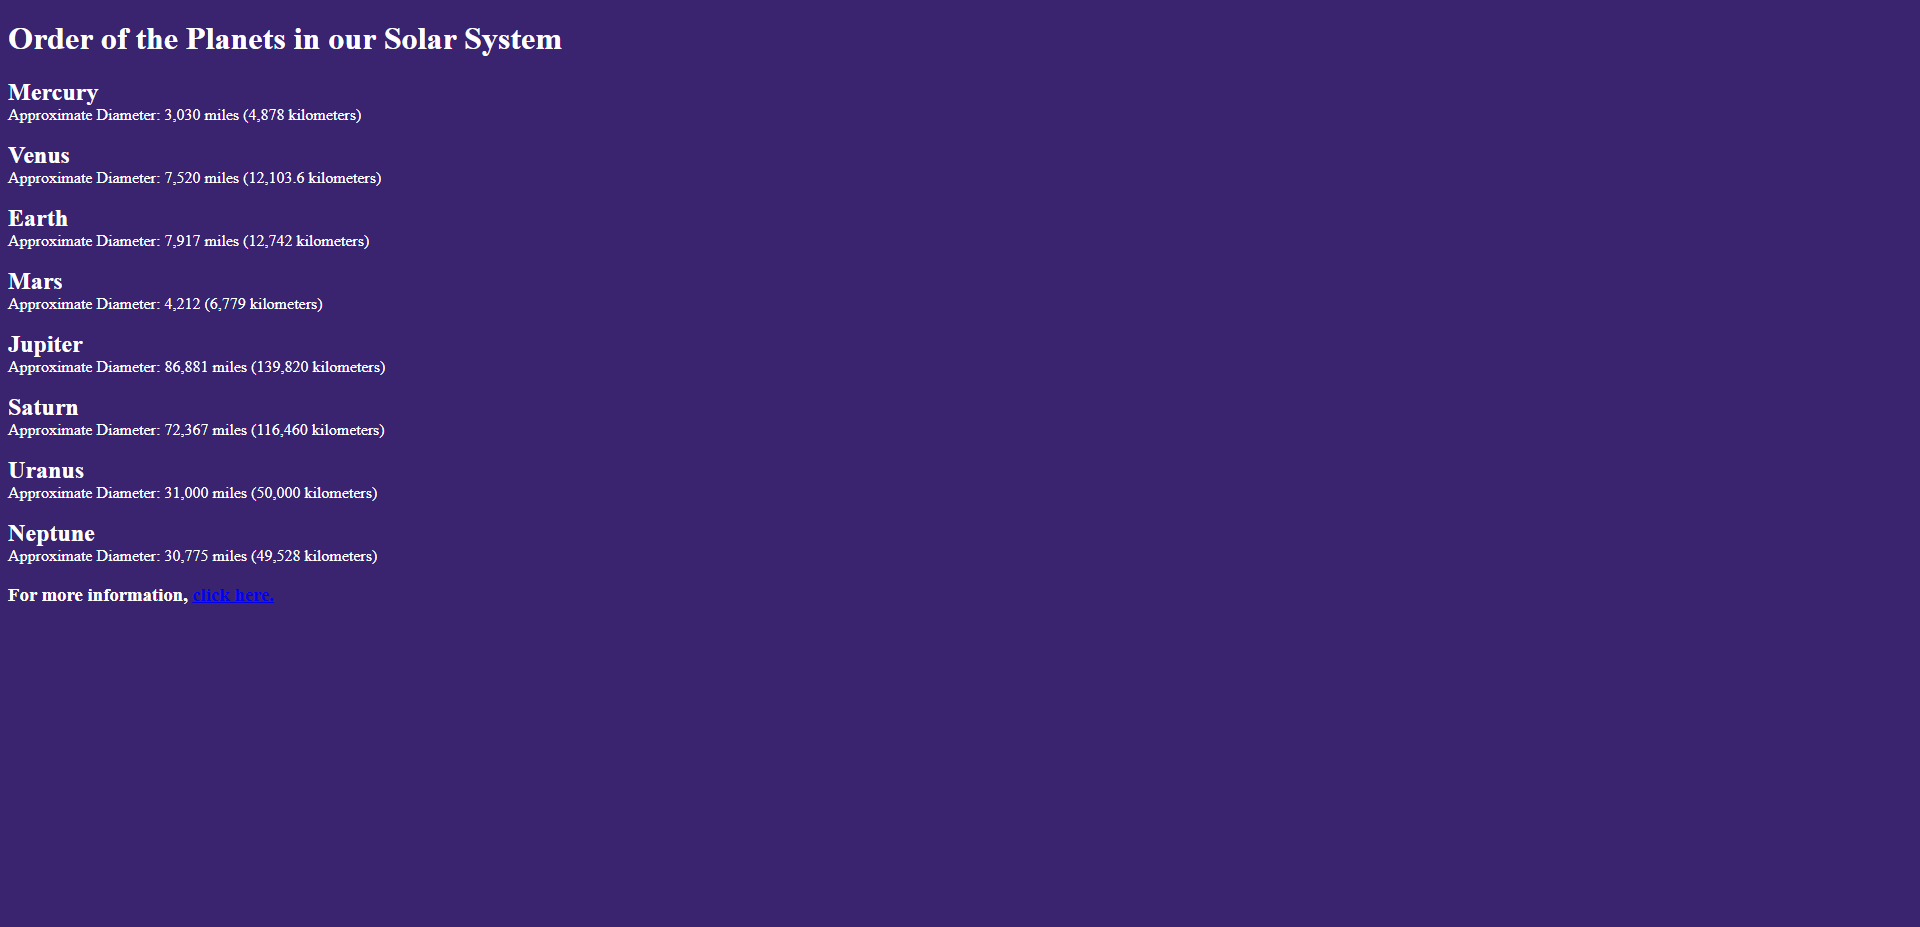 Order of the Planets in our Solar System
Mercury
Approximate Diameter: 3,030 miles (4,878 kilometers)
Venus
Approximate Diameter: 7,520 miles (12,103.6 kilometers)
Earth
Approximate Diameter: 7,917 miles (12,742 kilometers)
Mars
Approximate Diameter: 4,212 (6,779 kilometers)
Jupiter
Approximate Diameter: 86,881 miles (139,820 kilometers)
Saturn
Approximate Diameter: 72,367 miles (116,460 kilometers)
Uranus
Approximate Diameter: 31,000 miles (50,000 kilometers)
Neptune
Approximate Diameter: 30,775 miles (49,528 kilometers)
For more information, click here.